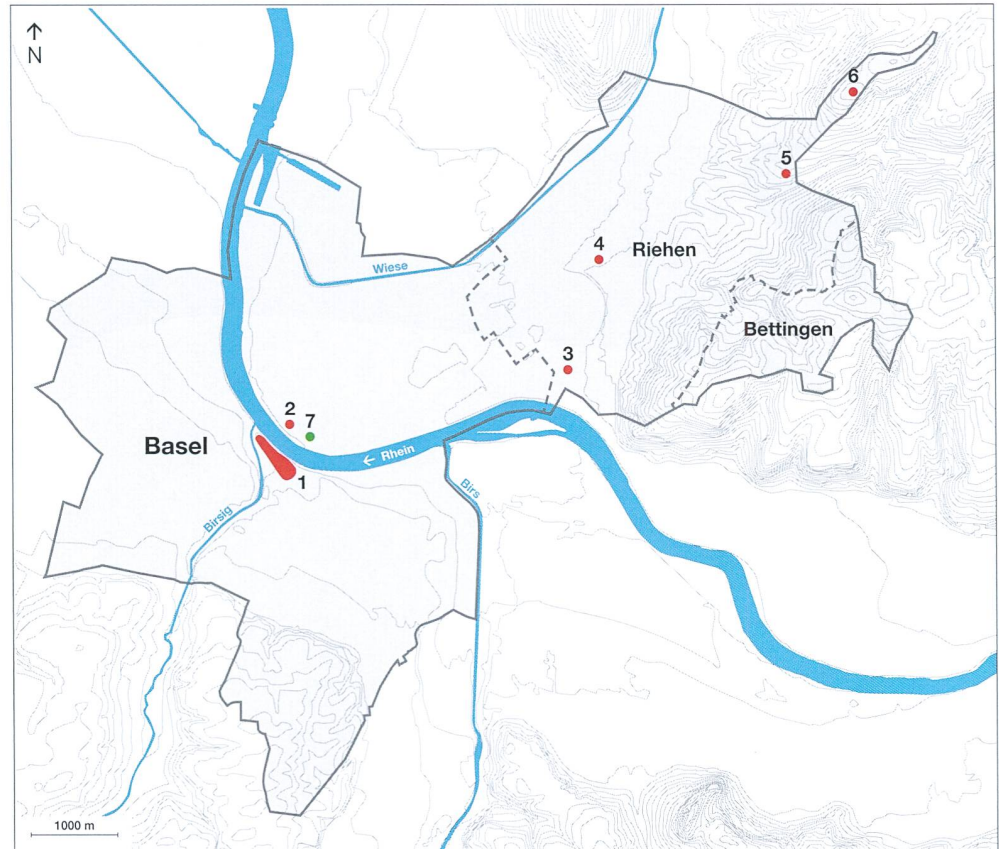 N
6
5
4
Riehen
Wiese
Bettingen
3
2
7
Basel
← Rhein
1
Birs
Birsig
1000 m